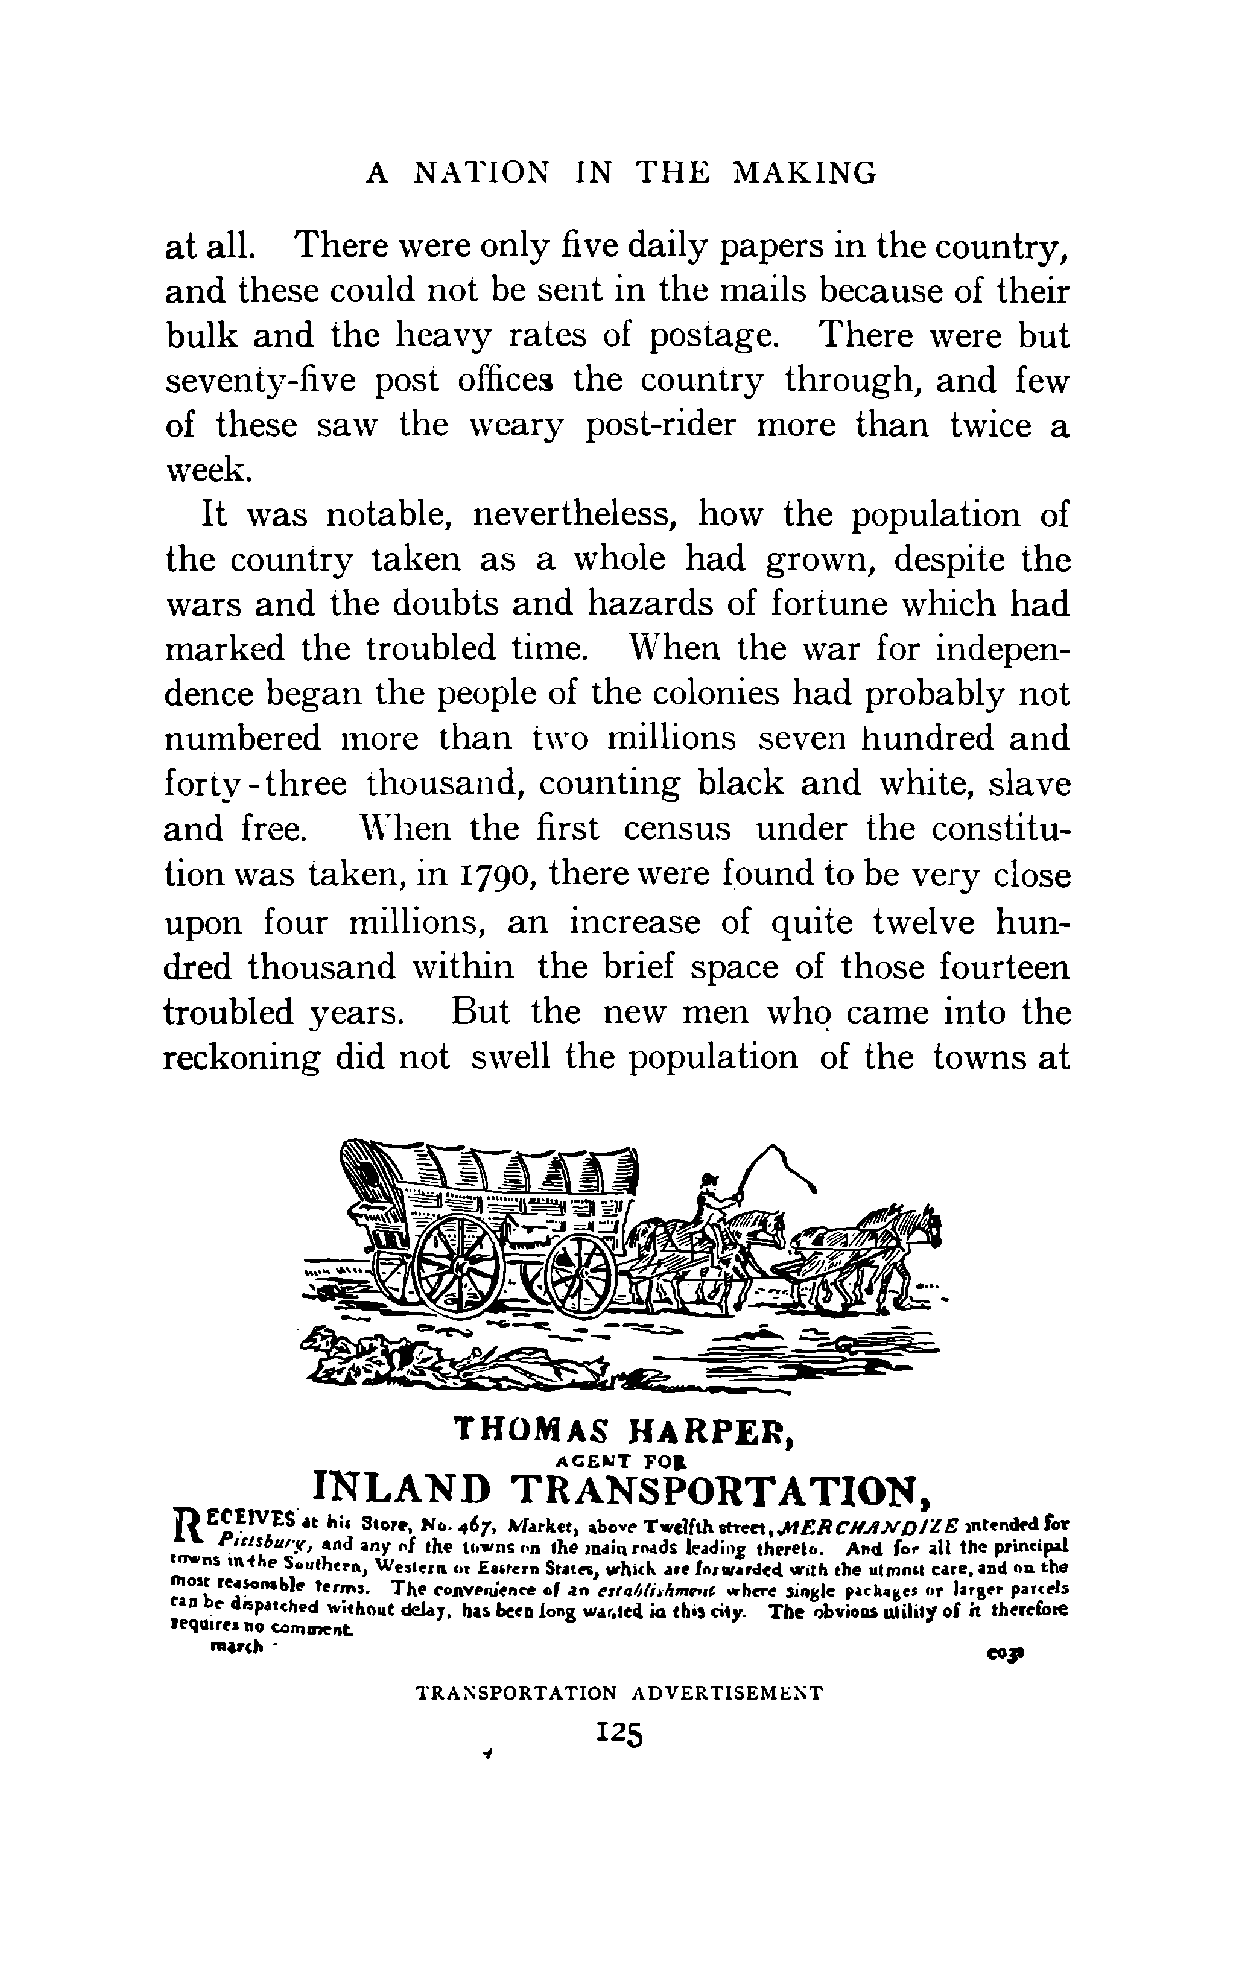 A NATION IN THE MAKING
at all. There were only five daily papers in the country,
and these could not be sent in the mails because of their
bulk and the heavy rates of postage. There were but
seventy-five post offices the country through, and few
of these saw the weary post-rider more than twice a
week.
It was notable, nevertheless, how the population of
the country taken as a whole had grown, despite the
wars and the doubts and hazards of fortune which had
marked the troubled time. When the war for indepen-
dence began the people of the colonies had probably not
numbered more than two millions seven hundred and
forty-three thousand, counting black and white, slave
and free. When the first census under the constitu-
tion was taken, in 1790, there were found to be very close
upon four millions, an increase of quite twelve hun-
dred thousand within the brief space of those fourteen
troubled years. But the new men who came into the
reckoning did not swell the population of the towns at
THOMAS HARPER,
AGENT FOR
INLAND TRANSPORTATION,
RECEIVES at his Store, No. 467, Market, above Twelfth street, MERCHANDIZE intended for
Pittsbury, and any of the towns on the main roads leading thereto. And for all the principal
towns in the Southern, Western or Eastern States, which are forwarded with the utmost care, and on the
most reasonable terms. The convenience of an establishment where single packages or larger parcels
can be dispatched without delay, has been long wanted in this city. The obvious utility of it therefore
requires no comment.
march
TRANSPORTATION ADVERTISEMENT
125